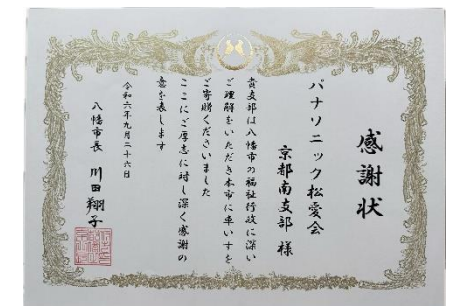 感謝状
パナソニック松愛会
京都南支部 様
貴支部は八幡市の福祉行政に深い
ご理解をいただき本市に車いすを
ご寄贈くださいました
ここにご厚志に対し深く感謝の
意を表します
令和六年九月二十六日
八幡市長 川田翔子